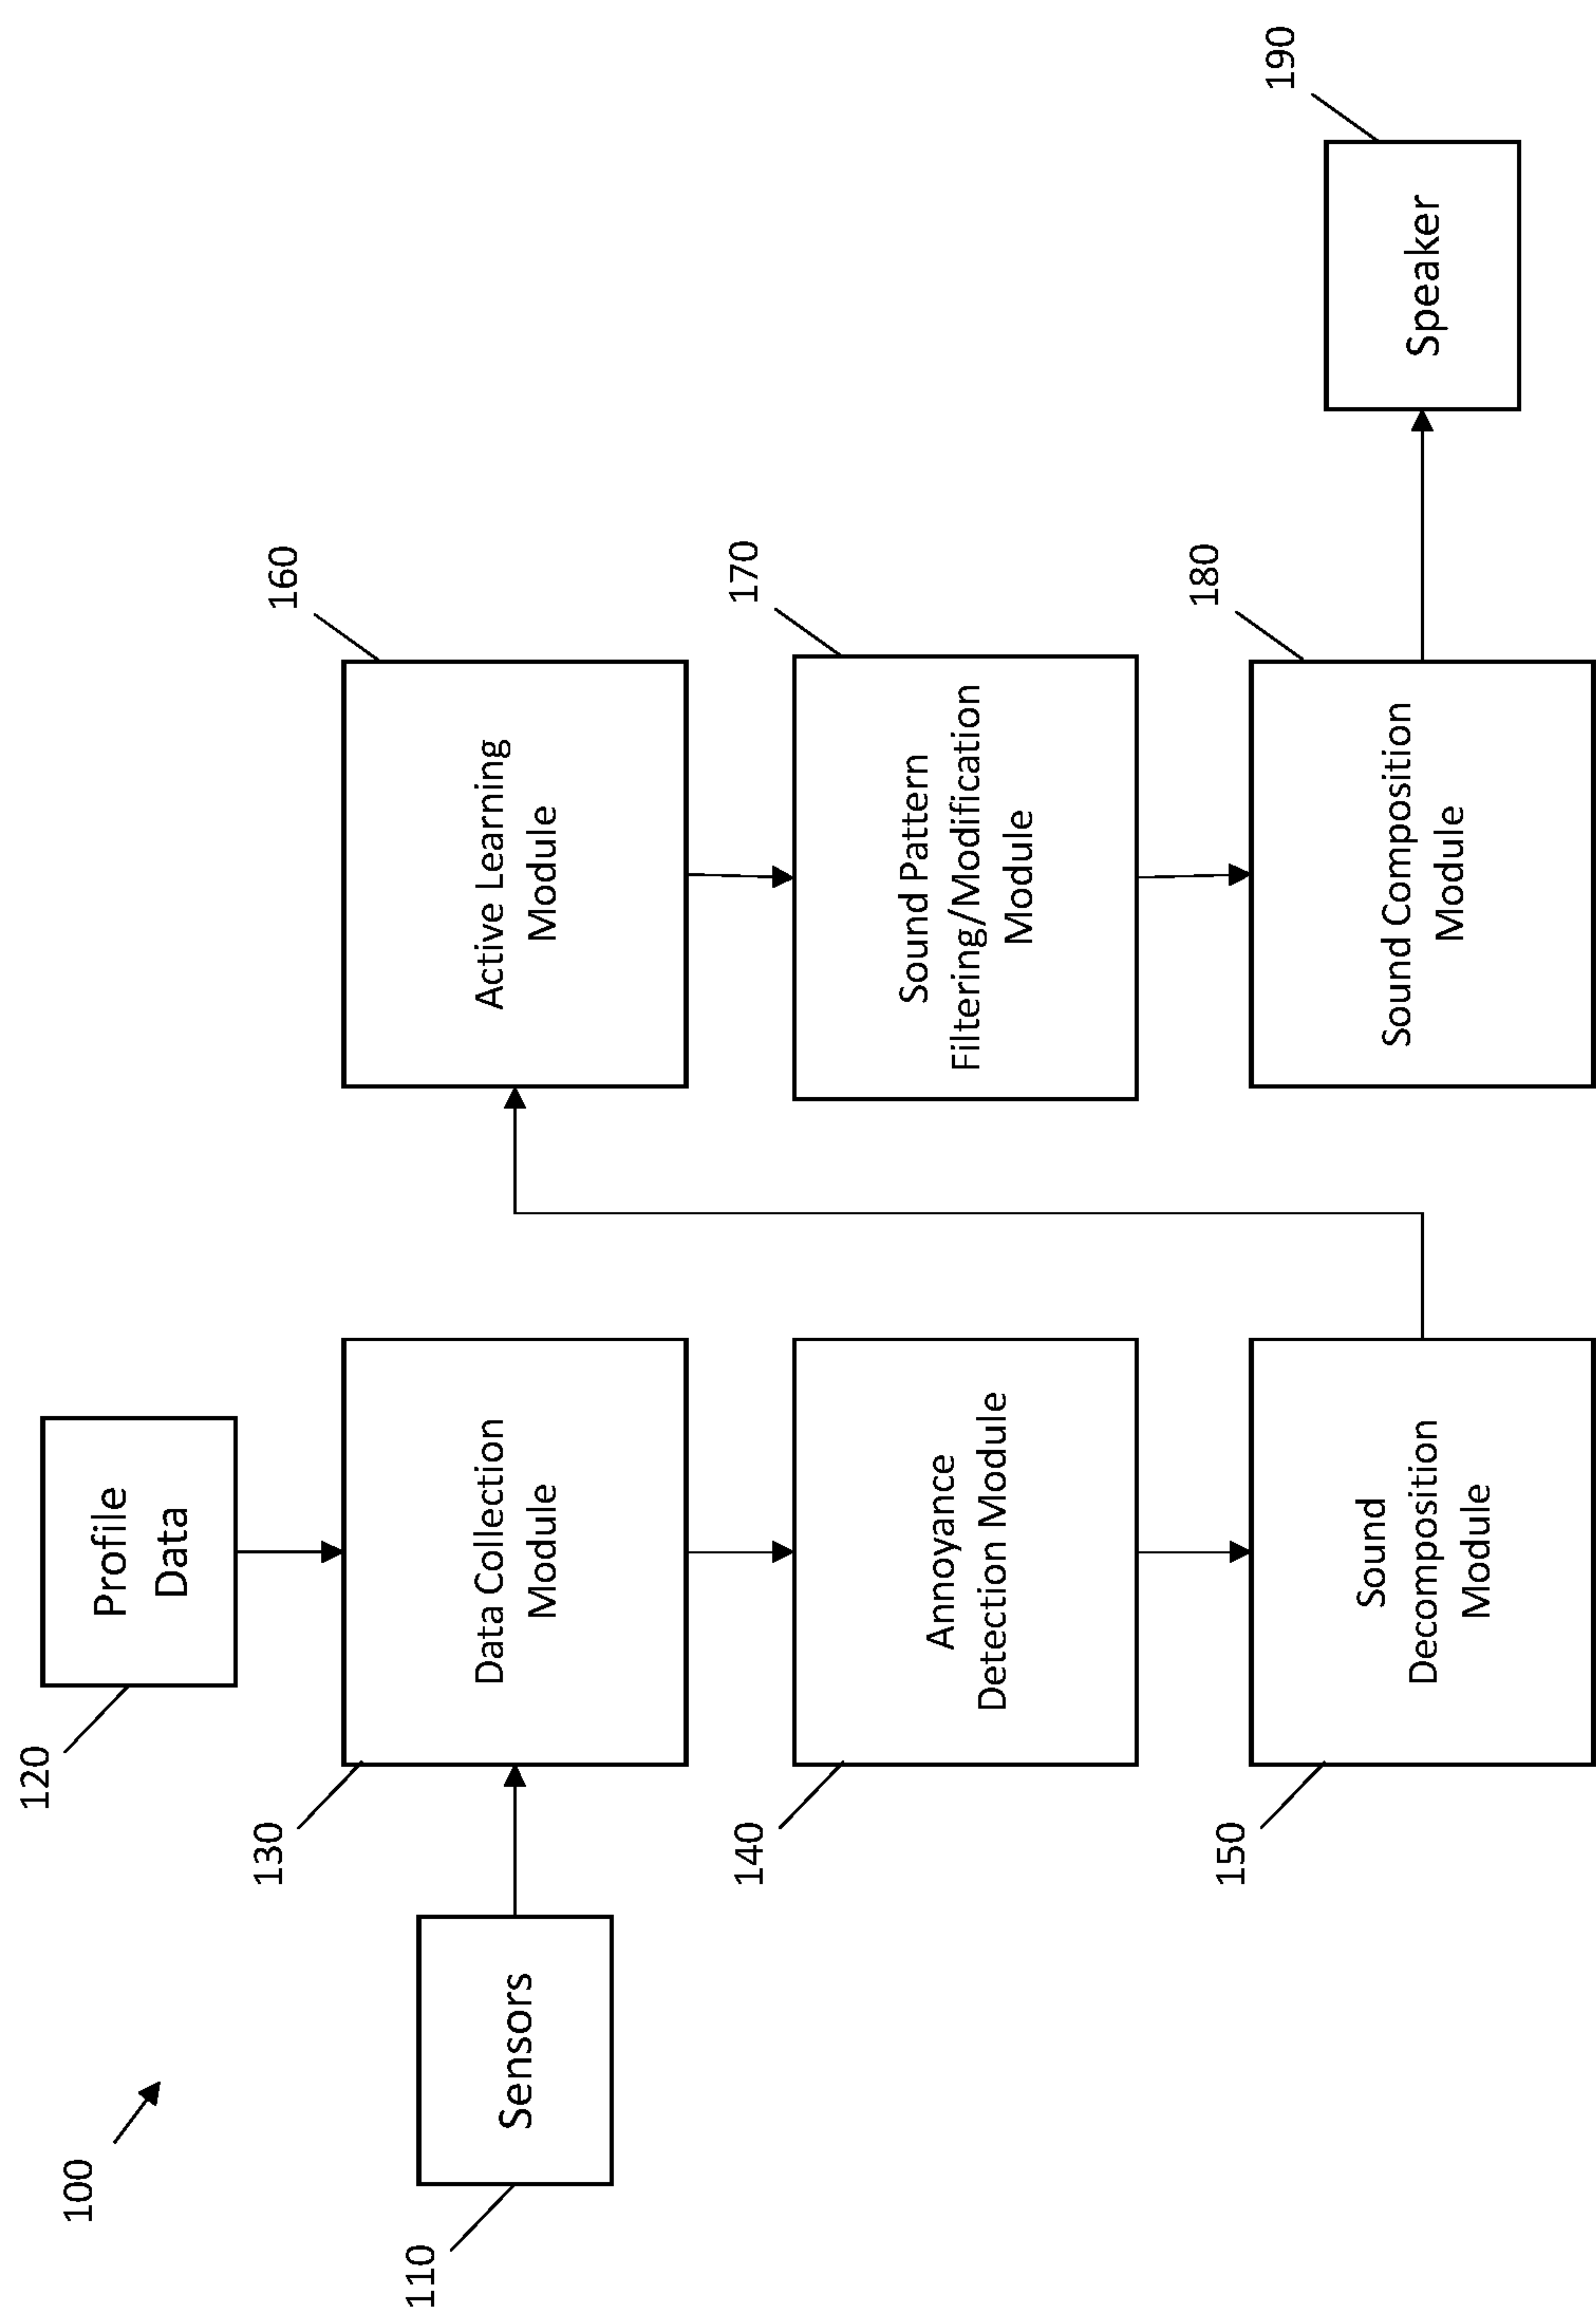 100
110
Sensors
120
Profile
Data
130
Data Collection
Module
140
Annoyance
Detection Module
150
Sound
Decomposition
Module
160
Active Learning
Module
170
Sound Pattern
Filtering/Modification
Module
180
Sound Composition
Module
190
Speaker